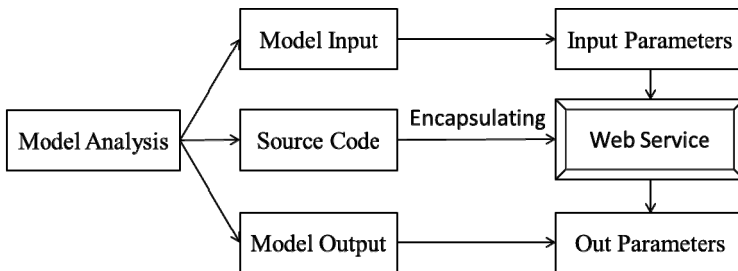 Model Input
Input Parameters
Model Analysis
Source Code
Encapsulating
Web Service
Model Output
Out Parameters